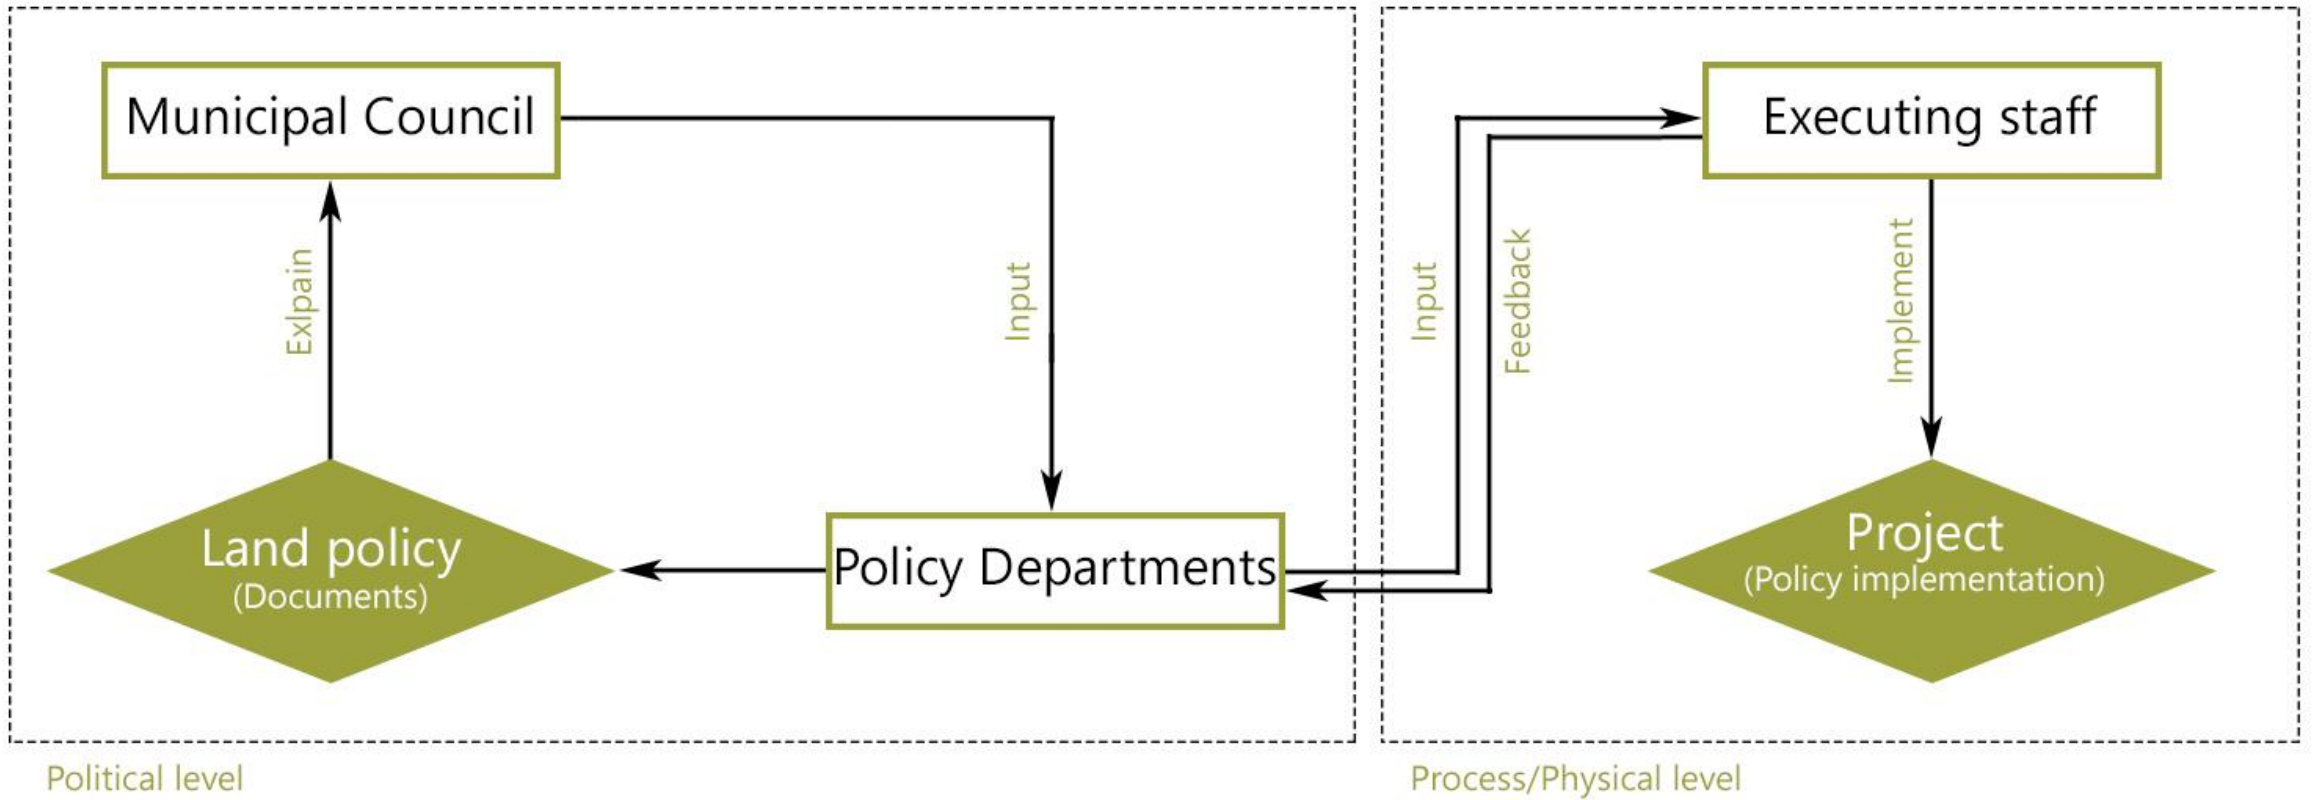 Municipal Council
Executing staff
Exlpain
Input
Input
Feedback
Implement
Land policy
(Documents)
Policy Departments
Project
(Policy implementation)
Political level
Process/Physical level